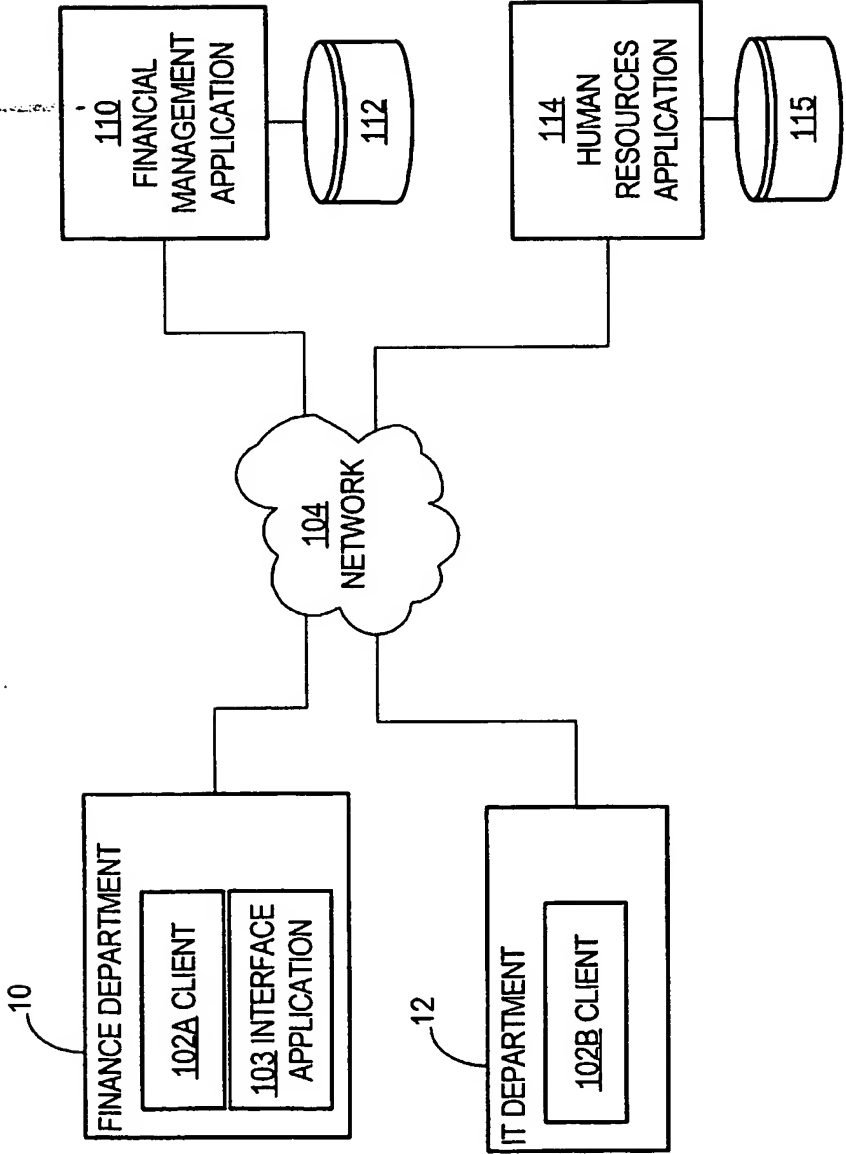 10
FINANCE DEPARTMENT
102A CLIENT
103 INTERFACE
APPLICATION
12
IT DEPARTMENT
102B CLIENT
104
NETWORK
110
FINANCIAL
MANAGEMENT
APPLICATION
112
114
HUMAN
RESOURCES
APPLICATION
115